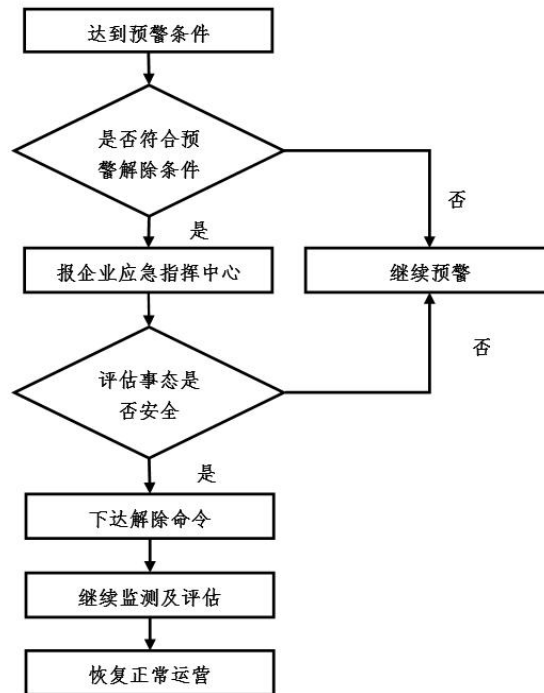 达到预警条件
是否符合预
警解除条件
否
是
报企业应急指挥中心
继续预警
否
评估事态是
否安全
是
下达解除命令
继续监测及评估
恢复正常运营